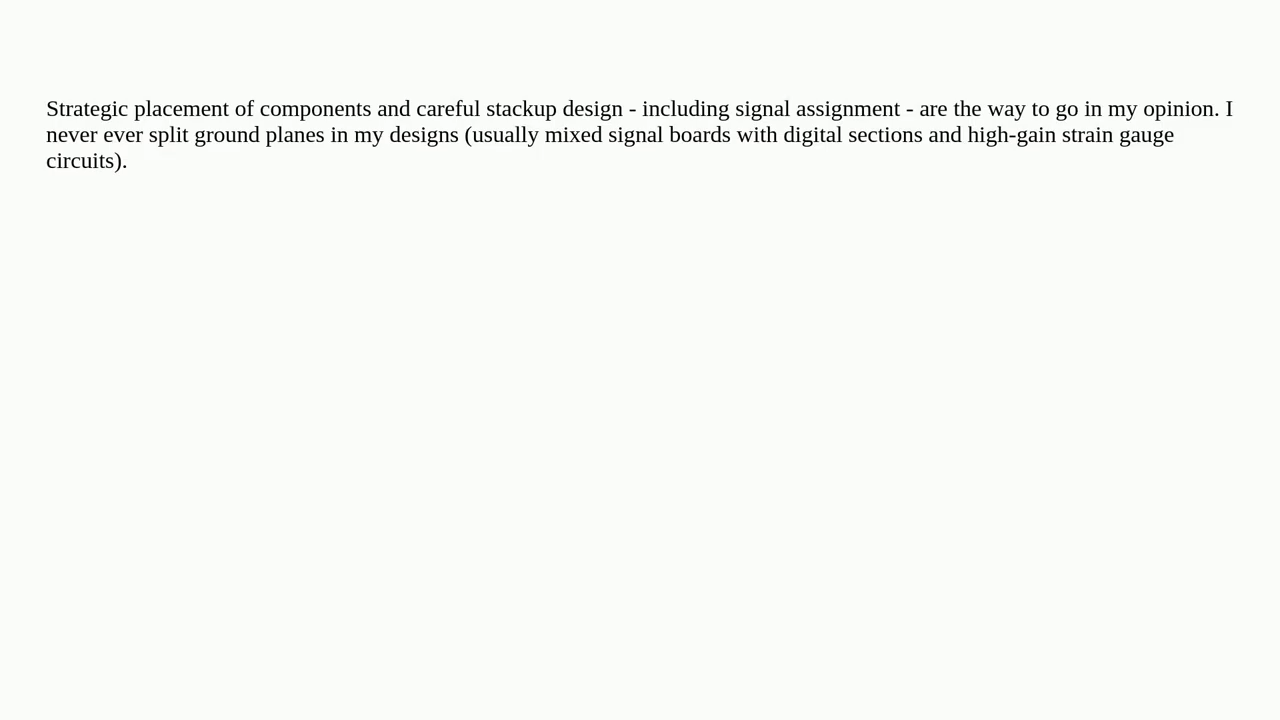 Strategic placement of components and careful stackup design - including signal assignment - are the way to go in my opinion. I
never ever split ground planes in my designs (usually mixed signal boards with digital sections and high-gain strain gauge
circuits).